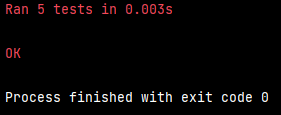 Ran 5 tests in 0.003s
OK
Process finished with exit code 0